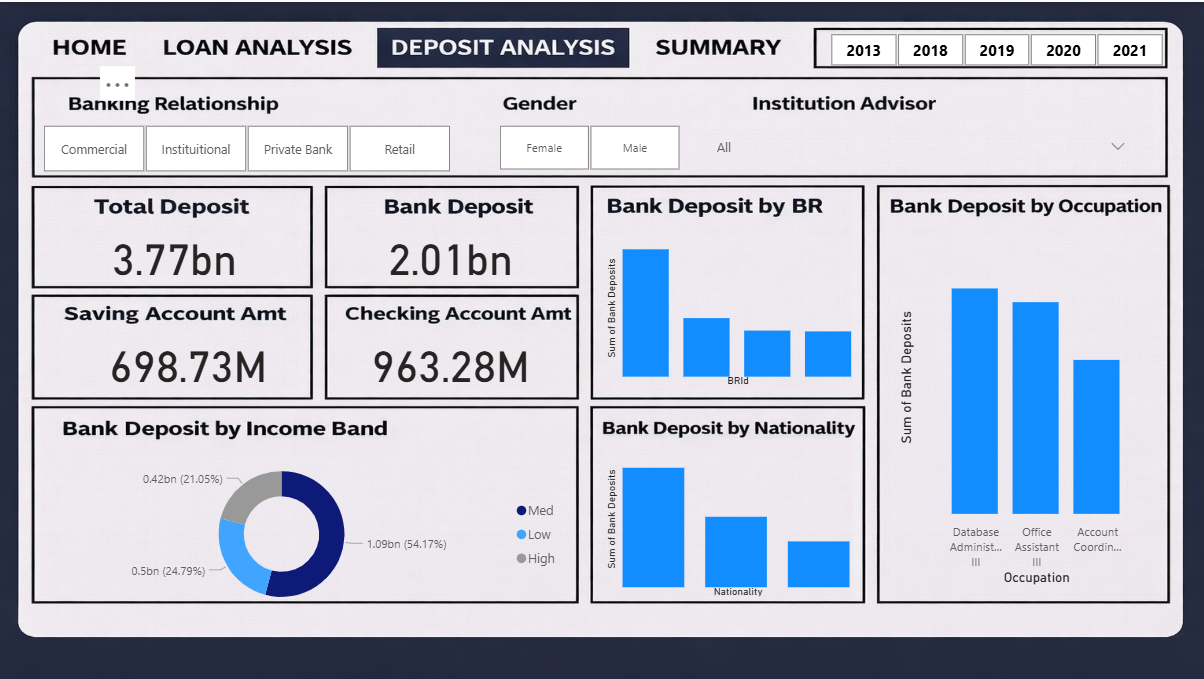 HOME LOAN ANALYSIS DEPOSIT ANALYSIS SUMMARY 2013 2018 2019 2020 2021
Banking Relationship Gender Institution Advisor
Commercial Instituitional Private Bank Retail Female Male All
Total Deposit
3.77bn
Bank Deposit
2.01bn
Saving Account Amt
698.73M
Checking Account Amt
963.28M
Bank Deposit by BR
Sum of Bank Deposits
BRId
Bank Deposit by Occupation
Sum of Bank Deposits
Database
Administ...
III
Office
Assistant
III
Account
Coordin...
Occupation
Bank Deposit by Income Band
0.42bn (21.05%)
0.5bn (24.79%)
1.09bn (54.17%)
Med
Low
High
Bank Deposit by Nationality
Sum of Bank Deposits
Nationality